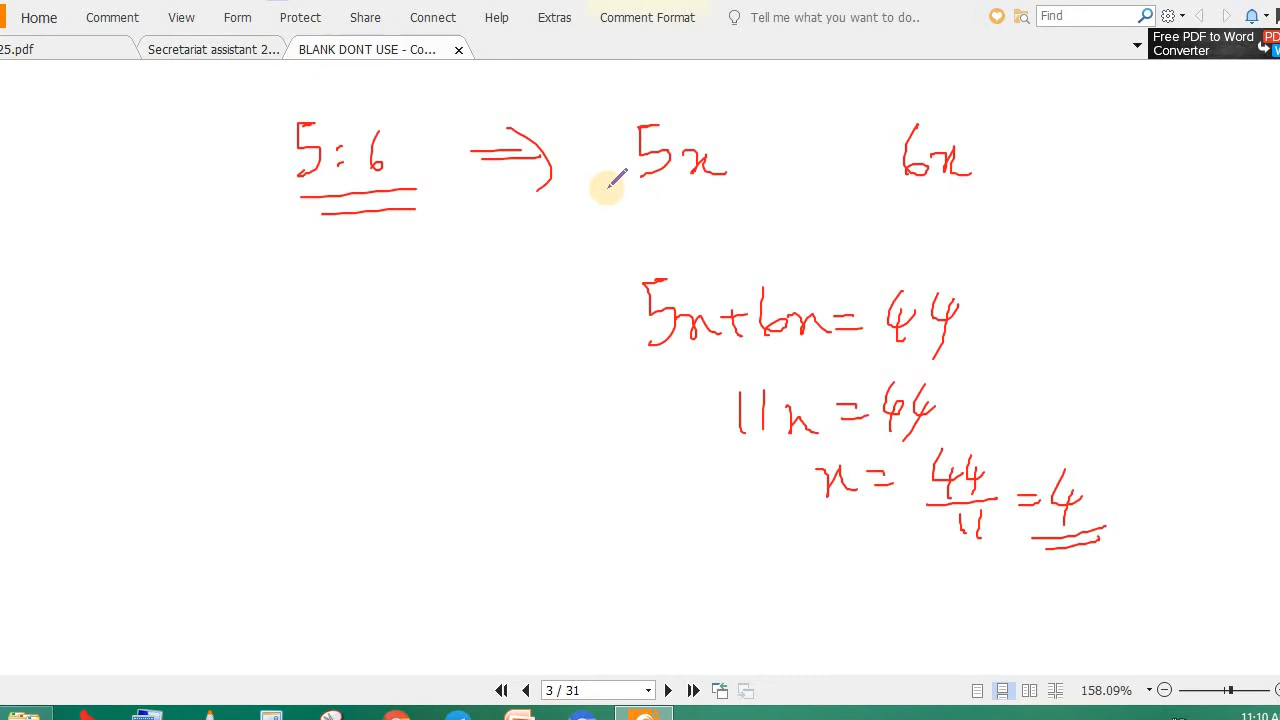 Home Comment View Form Protect Share Connect Help Extras Comment Format Tell me what you want to do.. Find
25.pdf Secretariat assistant 2... BLANK DONT USE - Co... Free PDF to Word Converter
5:6 ⇒ 5x 6x
5x+6x=44
11x=44
x=44/11=4
3 / 31 158.09%
11:10 A